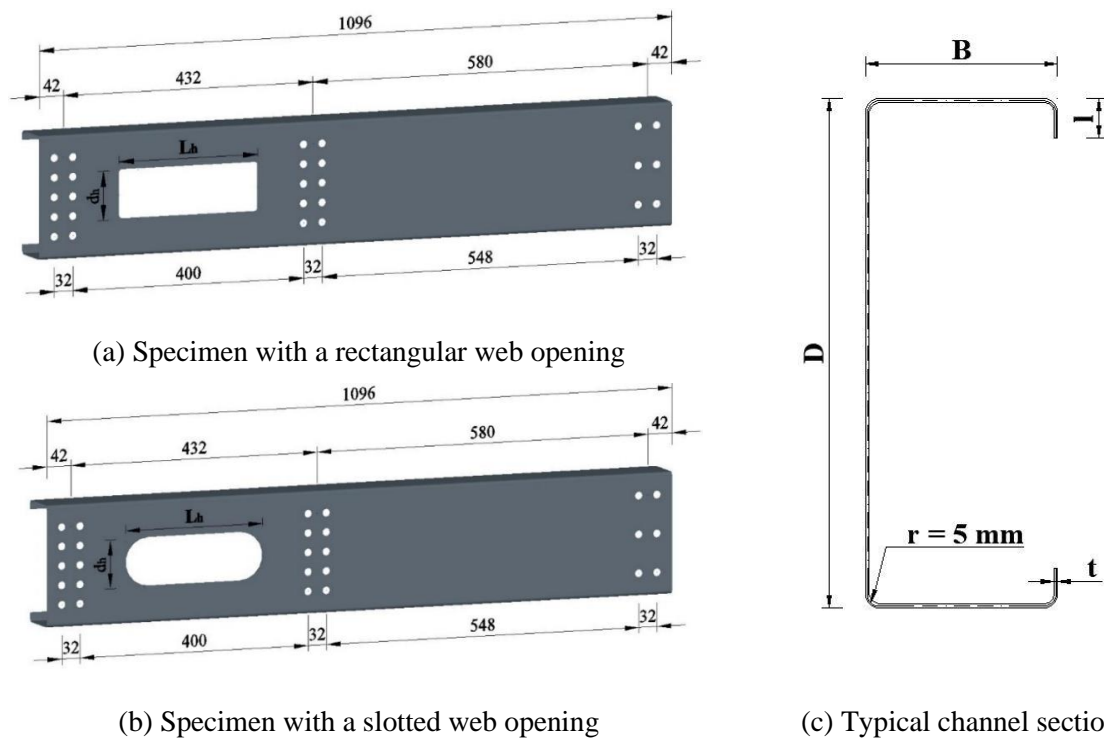 1096
42
432
580
42
Lh
dh
32
400
32
548
32
(a) Specimen with a rectangular web opening
1096
42
432
580
42
Lh
dh
32
400
32
548
32
(b) Specimen with a slotted web opening
B
l
D
r = 5 mm
t
(c) Typical channel sectio